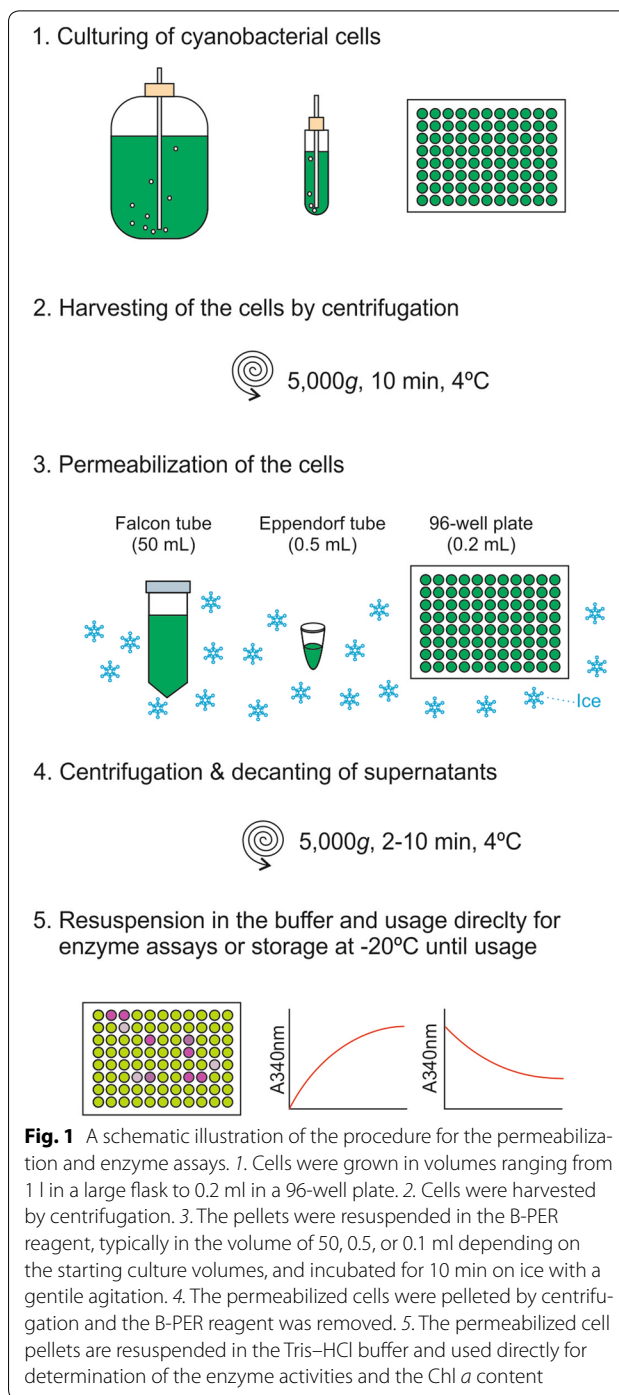 1. Culturing of cyanobacterial cells
2. Harvesting of the cells by centrifugation
5,000g, 10 min, 4ºC
3. Permeabilization of the cells
Falcon tube
(50 mL)
Eppendorf tube
(0.5 mL)
96-well plate
(0.2 mL)
Ice
4. Centrifugation & decanting of supernatants
5,000g, 2-10 min, 4ºC
5. Resuspension in the buffer and usage direclty for
enzyme assays or storage at -20ºC until usage
A340nm
A340nm
Fig. 1 A schematic illustration of the procedure for the permeabiliza-
tion and enzyme assays. 1. Cells were grown in volumes ranging from
1 l in a large flask to 0.2 ml in a 96-well plate. 2. Cells were harvested
by centrifugation. 3. The pellets were resuspended in the B-PER
reagent, typically in the volume of 50, 0.5, or 0.1 ml depending on
the starting culture volumes, and incubated for 10 min on ice with a
gentile agitation. 4. The permeabilized cells were pelleted by centrifu-
gation and the B-PER reagent was removed. 5. The permeabilized cell
pellets are resuspended in the Tris–HCl buffer and used directly for
determination of the enzyme activities and the Chl a content